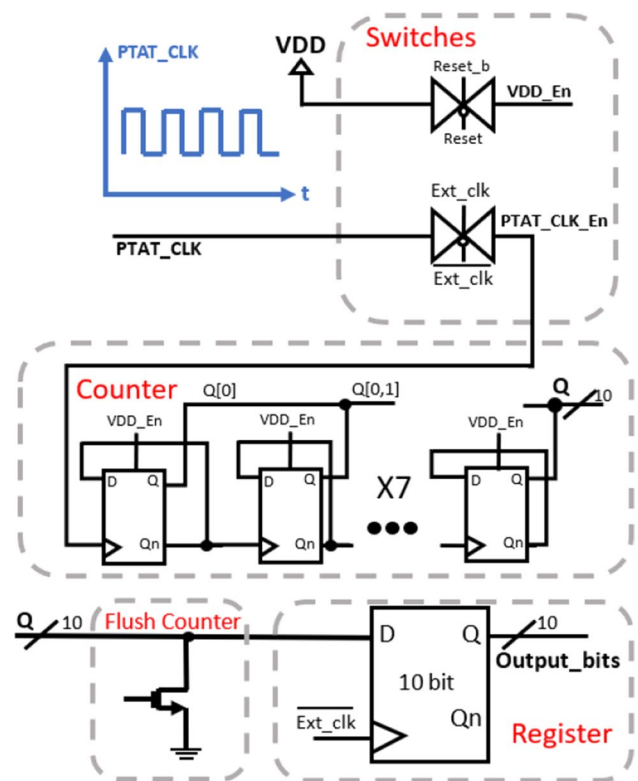 PTAT_CLK
t
VDD
Switches
Reset_b
VDD_En
Reset
PTAT_CLK
Ext_clk
PTAT_CLK_En
Ext_clk
Counter
Q[0]
Q[0,1]
Q
10
VDD_En
VDD_En
VDD_En
D
Q
D
Q
D
Q
X7
Qn
Qn
Qn
Q
10
Flush Counter
D
Q
10
Output_bits
10 bit
Ext_clk
Qn
Register